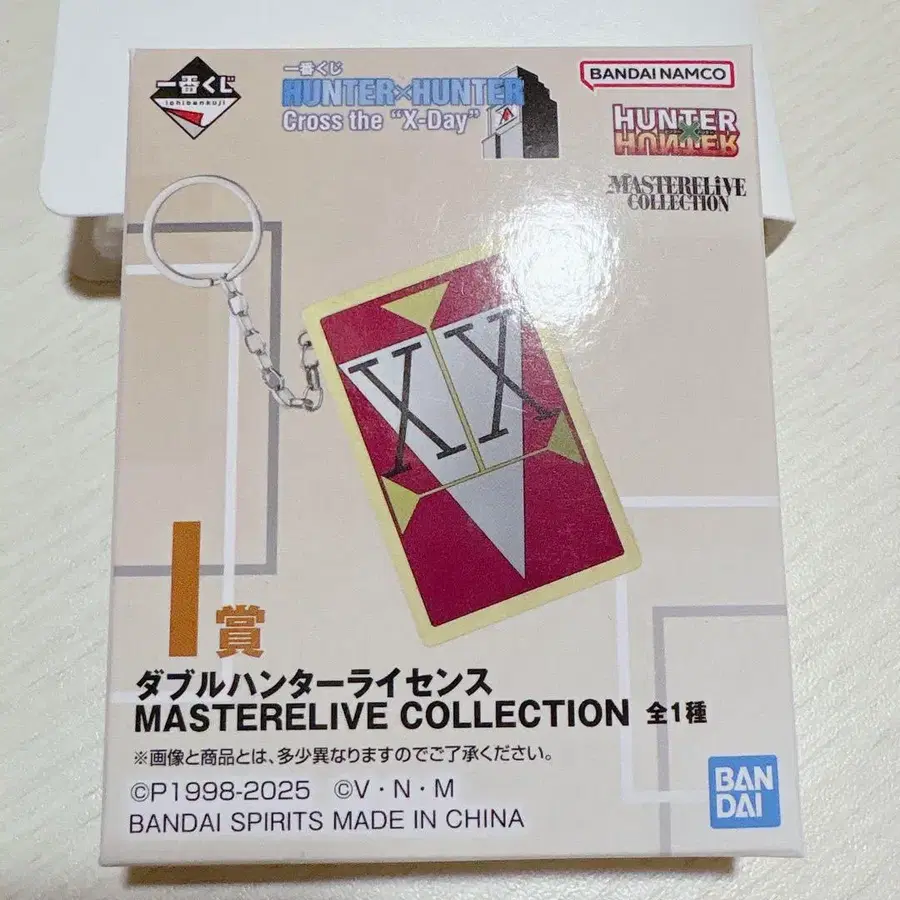 一番くじ
ichibankuji
一番くじ
HUNTER×HUNTER
Cross the "X-Day"
BANDAI NAMCO
HUNTER×HUNTER
MASTERELiVE
COLLECTION
XX
I賞
ダブルハンターライセンス
MASTERELIVE COLLECTION 全1種
※画像と商品とは、多少異なりますのでご了承ください。
©P1998-2025 ©V・N・M
BANDAI SPIRITS MADE IN CHINA
BAN
DAI